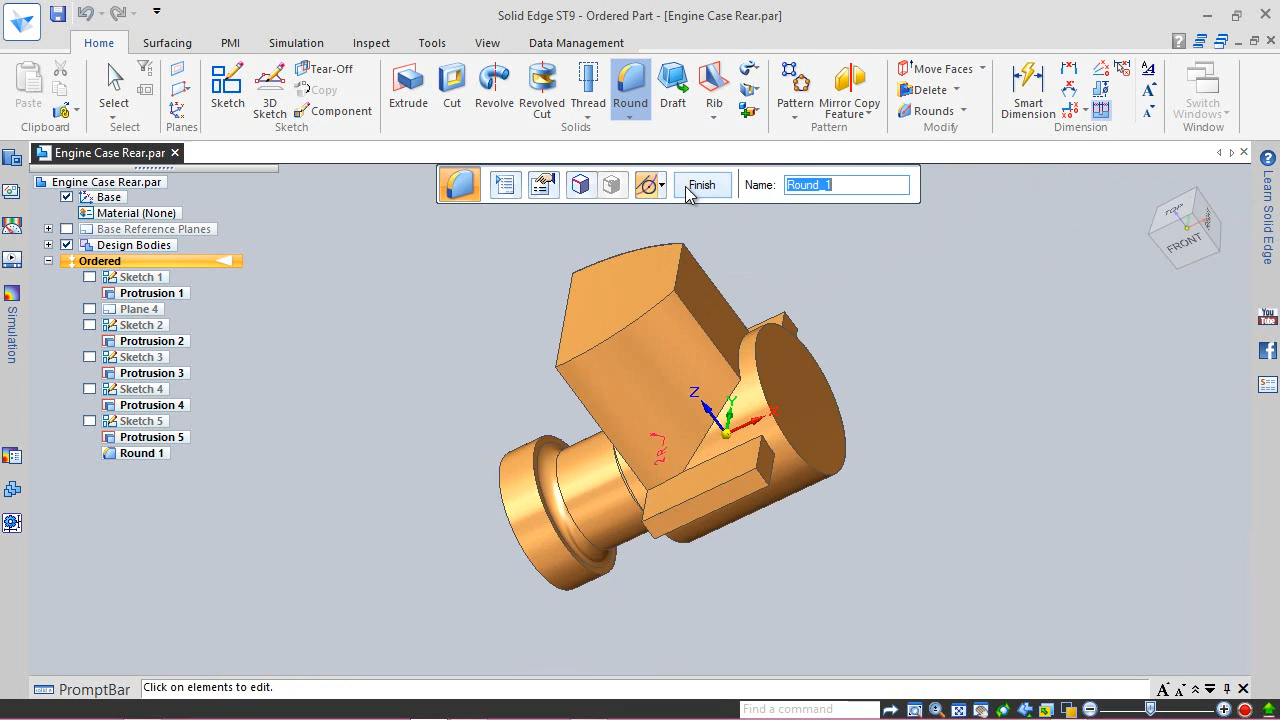 Solid Edge ST9 - Ordered Part - [Engine Case Rear.par]
Home Surfacing PMI Simulation Inspect Tools View Data Management
Paste
Clipboard
Select
Select
Planes
Sketch
3D Sketch
Tear-Off
Copy
Component
Sketch
Extrude
Cut
Revolve
Revolved Cut
Thread
Round
Draft
Rib
Solids
Pattern
Mirror Copy Feature
Pattern
Move Faces
Delete
Rounds
Modify
Smart Dimension
Dimension
Switch Windows
Window
Engine Case Rear.par
Finish
Name: Round_1
Engine Case Rear.par
Base
Material (None)
Base Reference Planes
Design Bodies
Ordered
Sketch 1
Protrusion 1
Plane 4
Sketch 2
Protrusion 2
Sketch 3
Protrusion 3
Sketch 4
Protrusion 4
Sketch 5
Protrusion 5
Round 1
Simulation
TOP
FRONT
Learn Solid Edge
You Tube
Z
Y
X
PromptBar
Click on elements to edit.
Find a command